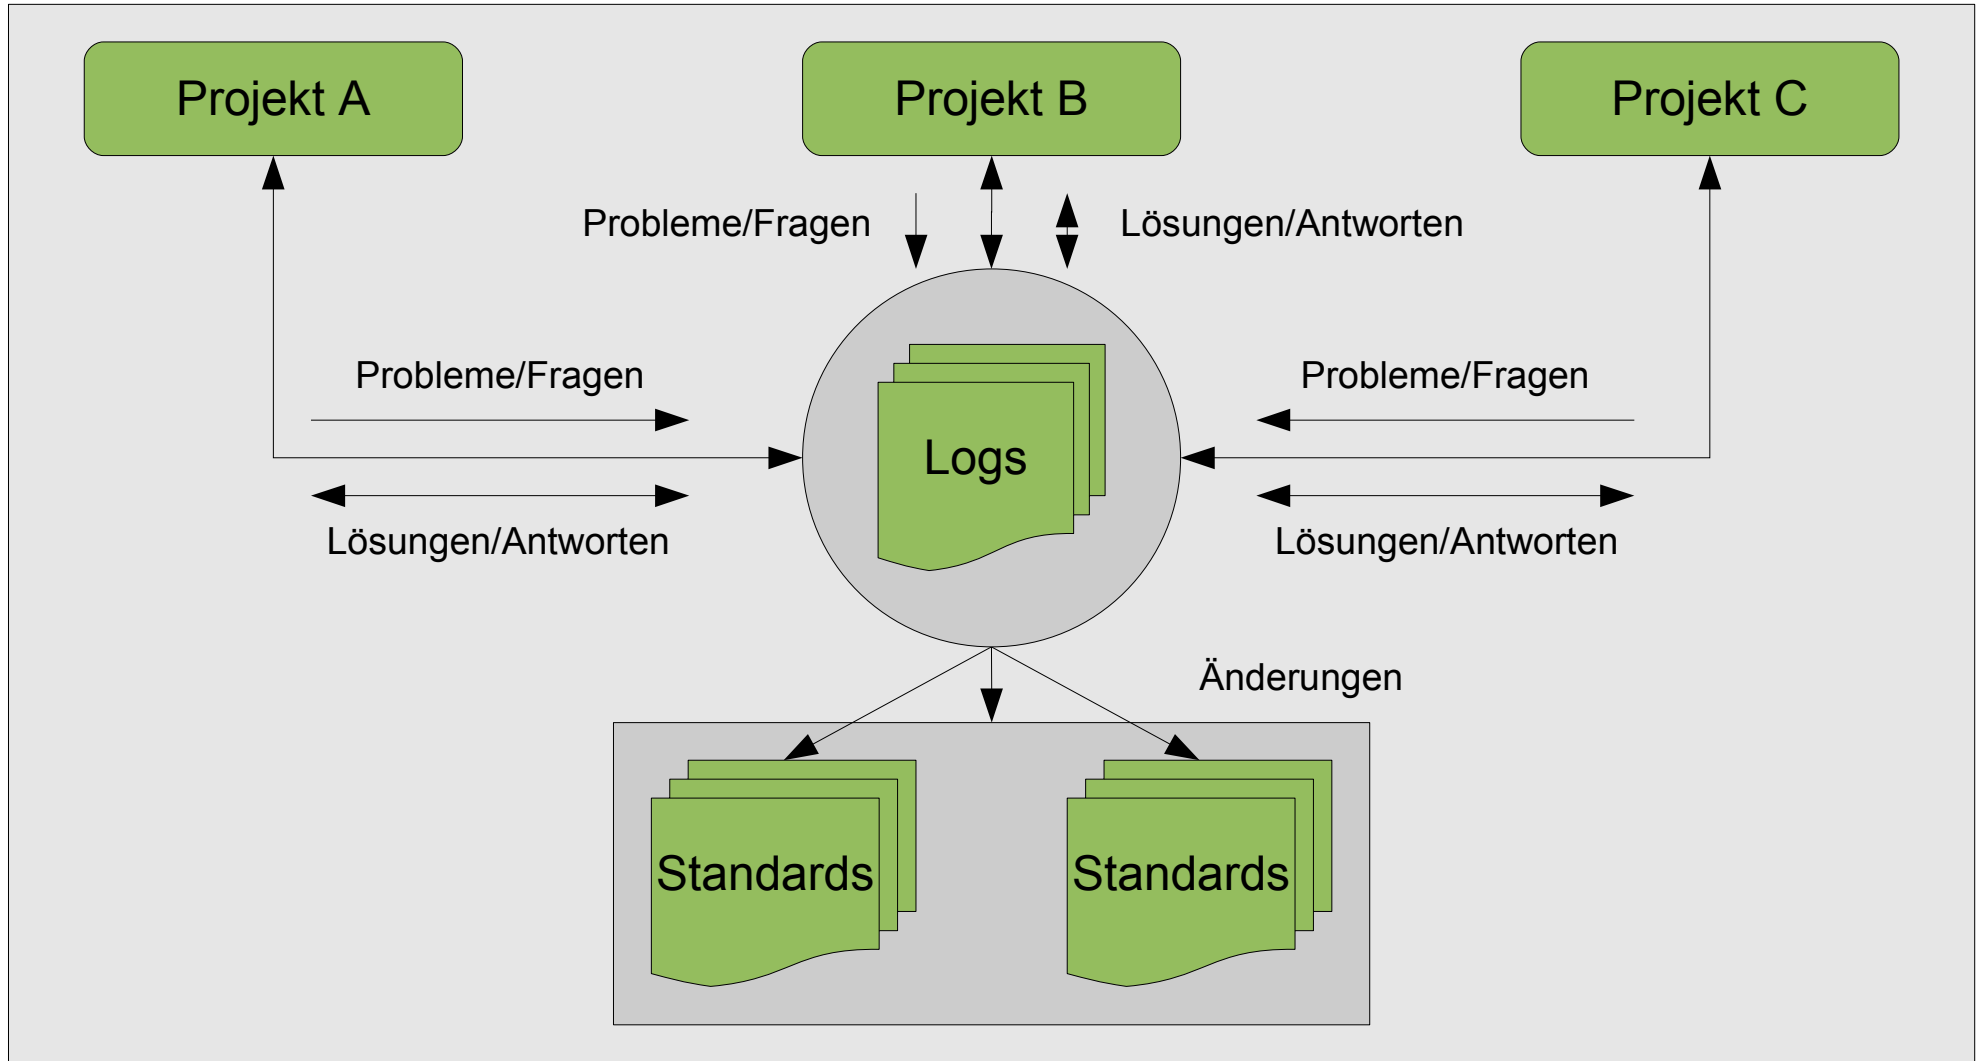 Projekt A
Projekt B
Projekt C
Probleme/Fragen
Lösungen/Antworten
Probleme/Fragen
Probleme/Fragen
Logs
Lösungen/Antworten
Lösungen/Antworten
Änderungen
Standards
Standards